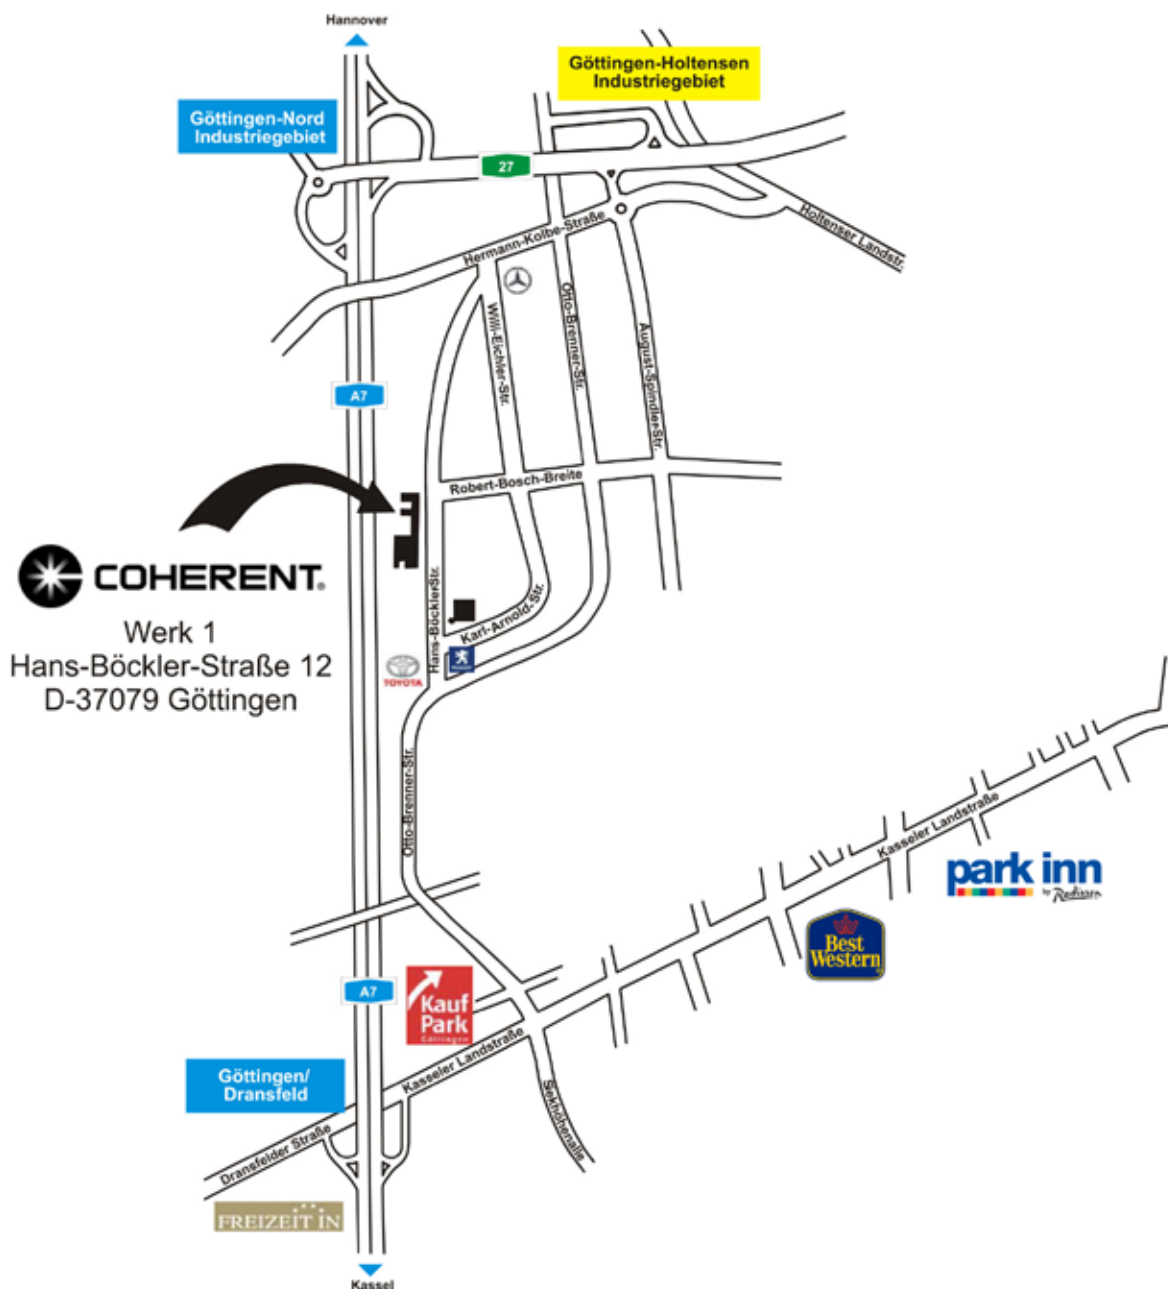 Hannover
Göttingen-Holtensen
Industriegebiet
Göttingen-Nord
Industriegebiet
27
Holtenser Landstr.
Hermann-Kolbe-Straße
Willi-Eichler-Str.
Otto-Brenner-Str.
August-Spindler-Str.
A7
Robert-Bosch-Breite
COHERENT®
Werk 1
Hans-Böckler-Straße 12
D-37079 Göttingen
Hans-Böckler-Str.
Karl-Arnold-Str.
TOYOTA
Otto-Brenner-Str.
Kasseler Landstraße
park inn
by Radisson
Best
Western
A7
Kauf
Park
Göttingen
Kasseler Landstraße
Göttingen/
Dransfeld
Sekhöhenalle
Dransfelder Straße
FREIZEIT IN
Kassel